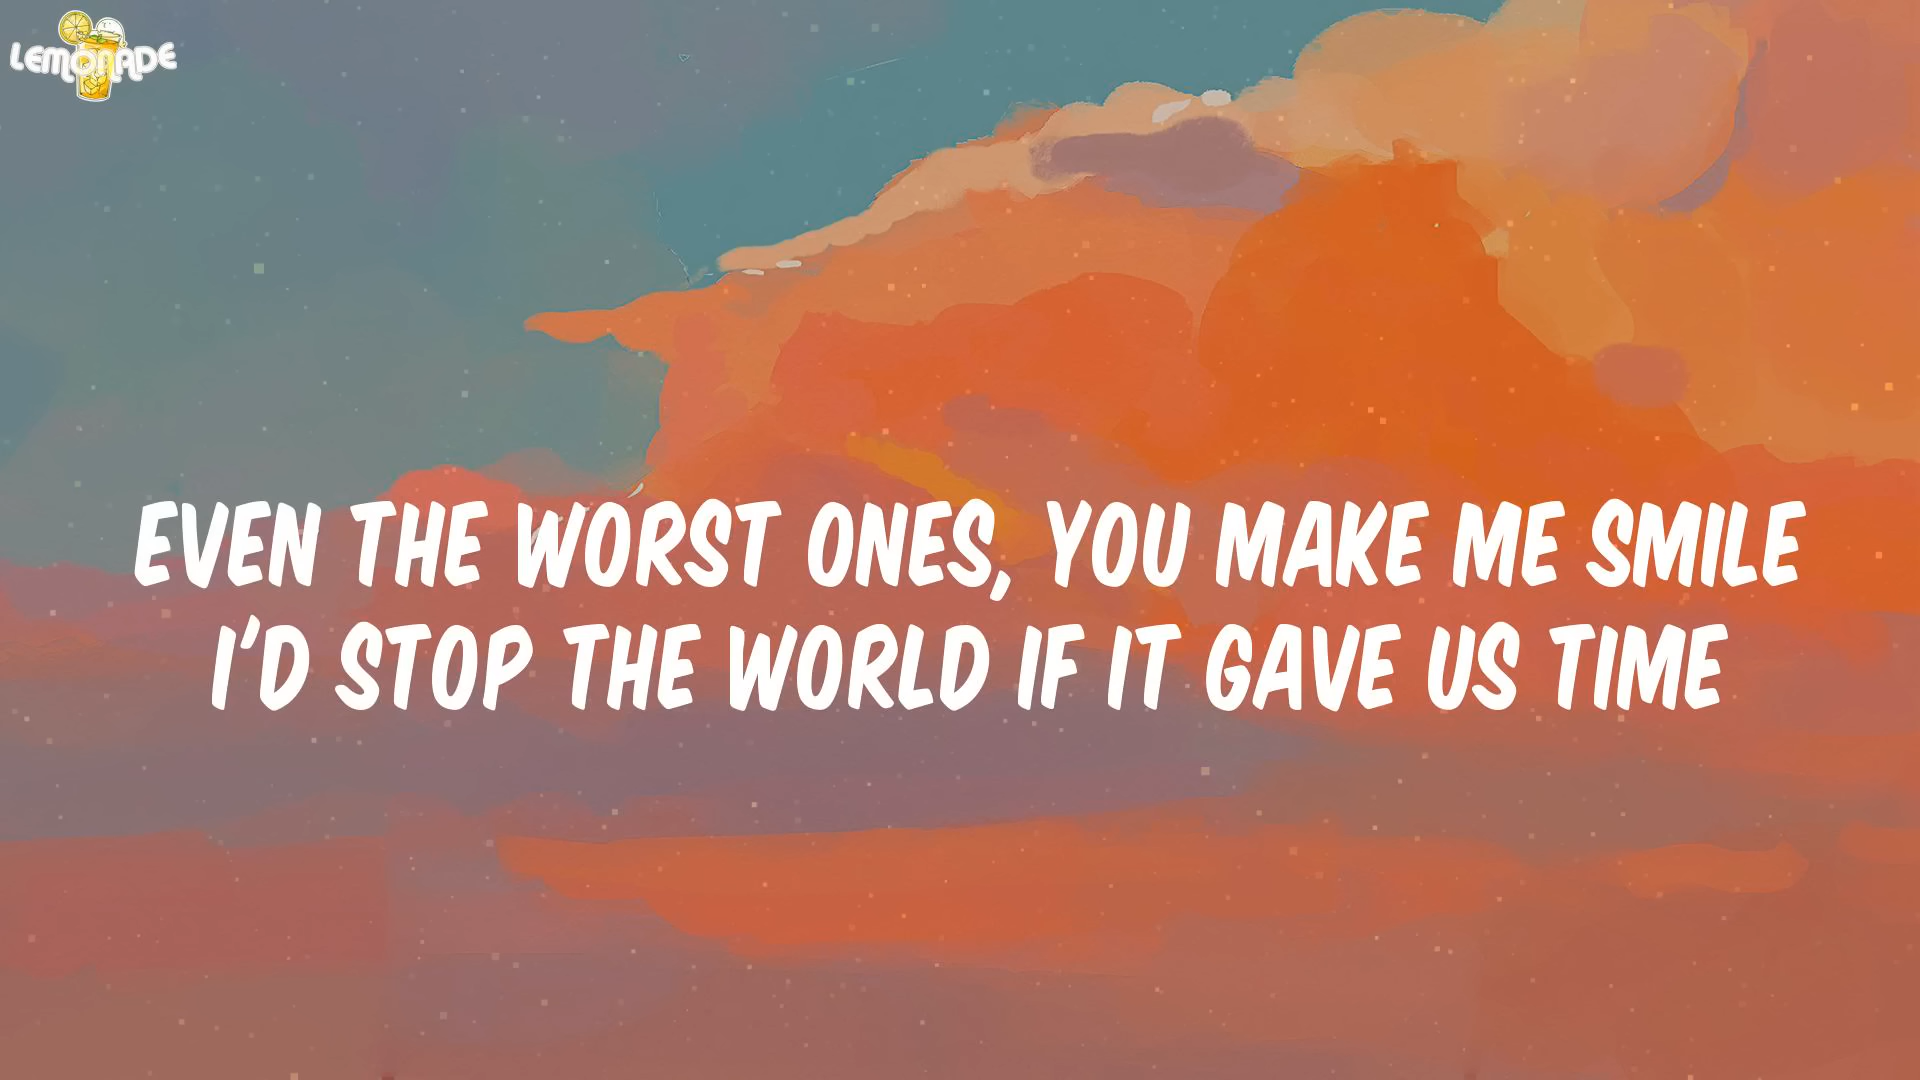 LEMONADE
EVEN THE WORST ONES, YOU MAKE ME SMILE
I'D STOP THE WORLD IF IT GAVE US TIME